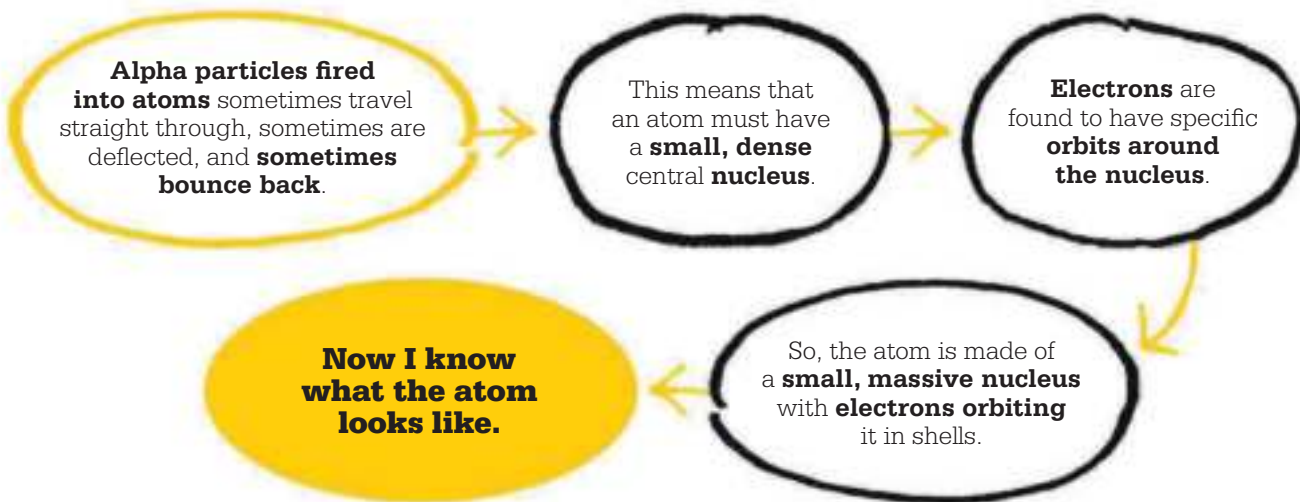 Alpha particles fired
into atoms sometimes travel
straight through, sometimes are
deflected, and sometimes
bounce back.
This means that
an atom must have
a small, dense
central nucleus.
Electrons are
found to have specific
orbits around
the nucleus.
So, the atom is made of
a small, massive nucleus
with electrons orbiting
it in shells.
Now I know
what the atom
looks like.